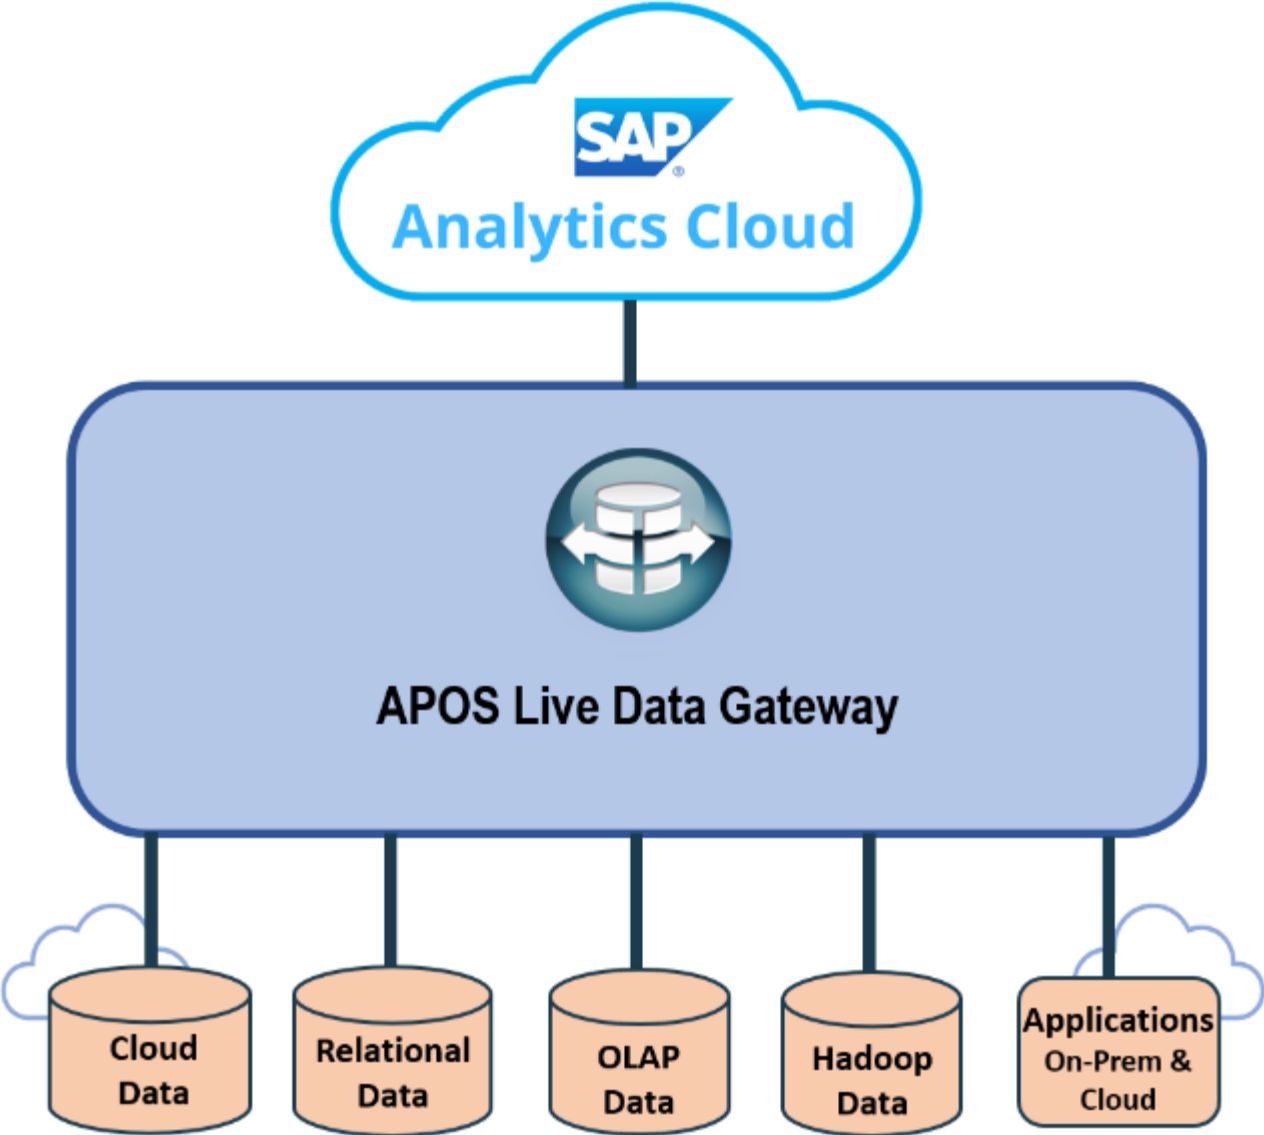 SAP®
Analytics Cloud
APOS Live Data Gateway
Cloud
Data
Relational
Data
OLAP
Data
Hadoop
Data
Applications
On-Prem &
Cloud